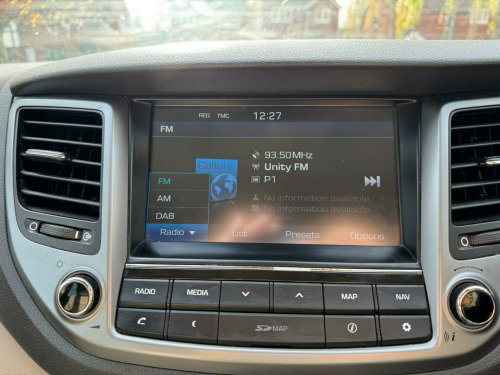 REG TMC 12:27
FM
Culture
93.50MHz
Unity FM
P1
No information available
No information available
FM
AM
DAB
Radio List Presets Options
RADIO MEDIA MAP NAV
SD MAP